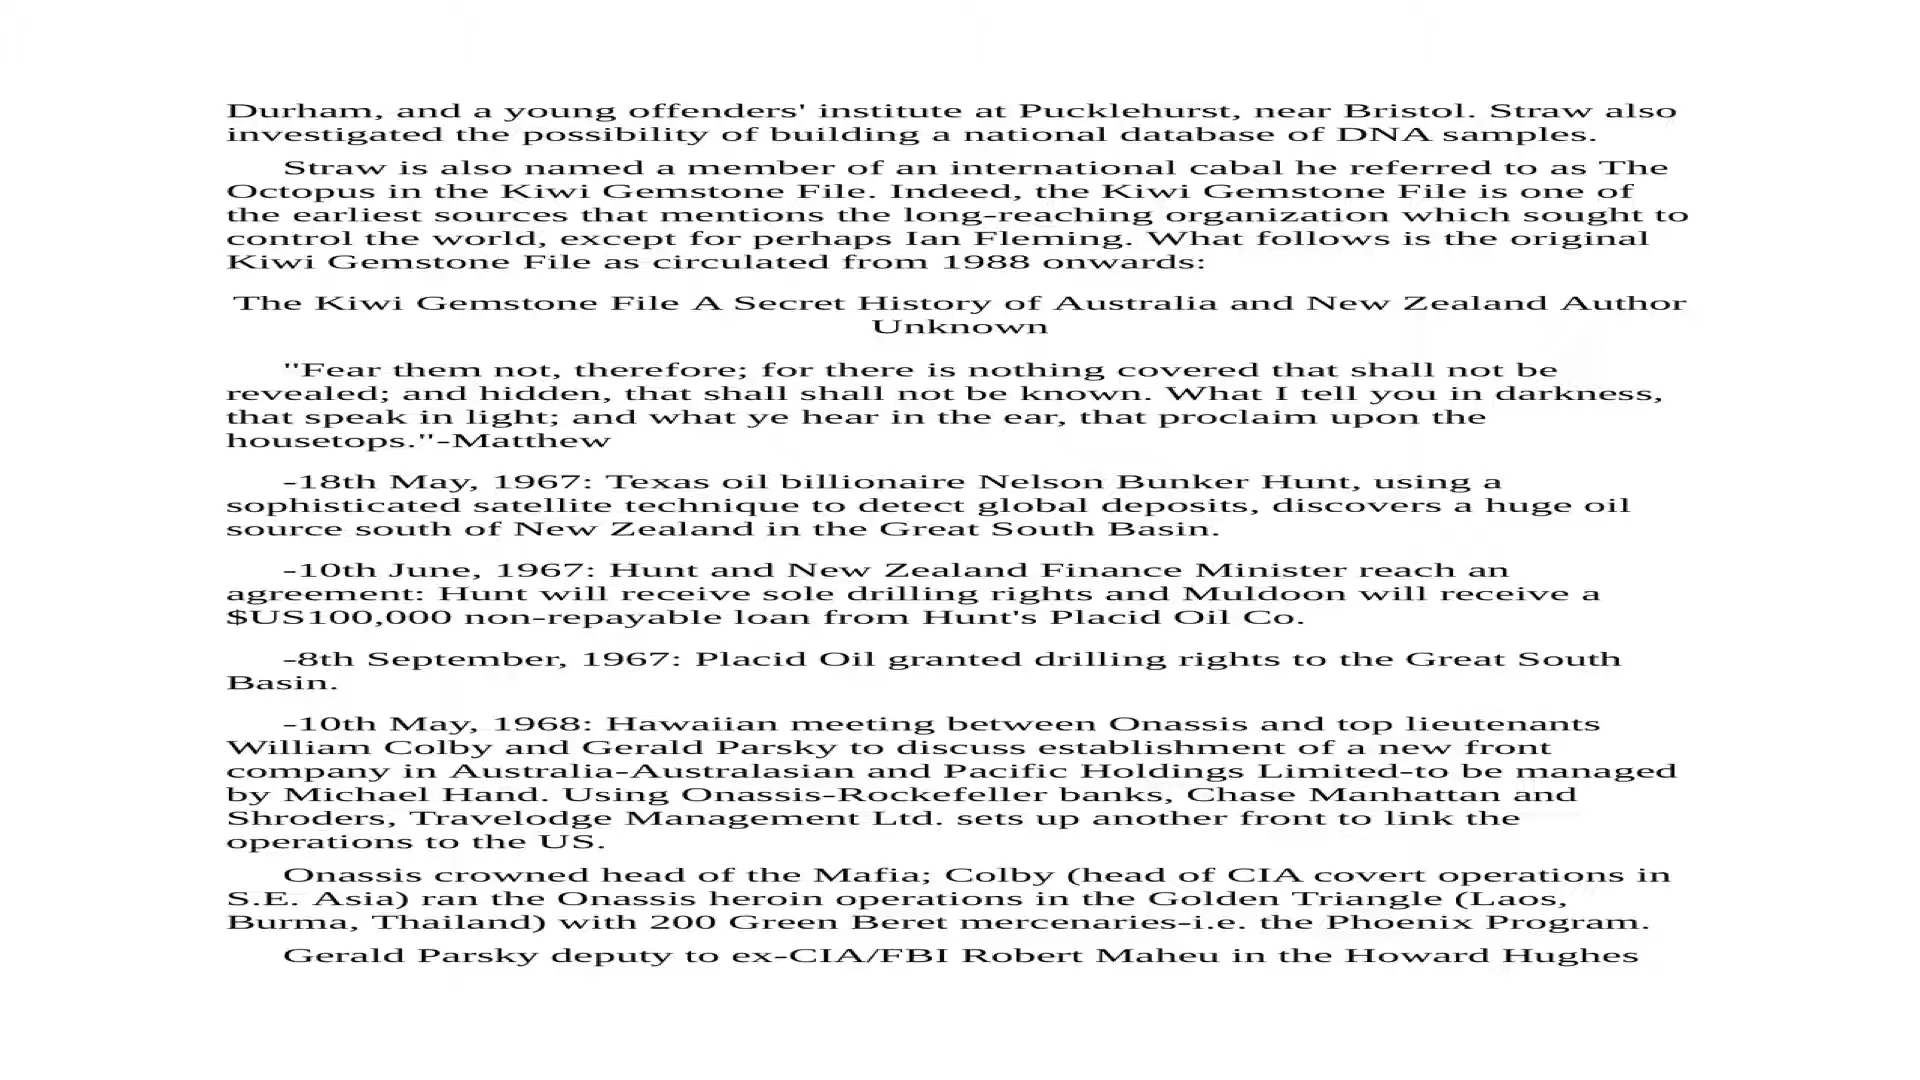 Durham, and a young offenders' institute at Pucklehurst, near Bristol. Straw also
investigated the possibility of building a national database of DNA samples.
Straw is also named a member of an international cabal he referred to as The
Octopus in the Kiwi Gemstone File. Indeed, the Kiwi Gemstone File is one of
the earliest sources that mentions the long-reaching organization which sought to
control the world, except for perhaps Ian Fleming. What follows is the original
Kiwi Gemstone File as circulated from 1988 onwards:
The Kiwi Gemstone File A Secret History of Australia and New Zealand Author
Unknown
"Fear them not, therefore; for there is nothing covered that shall not be
revealed; and hidden, that shall shall not be known. What I tell you in darkness,
that speak in light; and what ye hear in the ear, that proclaim upon the
housetops."-Matthew
-18th May, 1967: Texas oil billionaire Nelson Bunker Hunt, using a
sophisticated satellite technique to detect global deposits, discovers a huge oil
source south of New Zealand in the Great South Basin.
-10th June, 1967: Hunt and New Zealand Finance Minister reach an
agreement: Hunt will receive sole drilling rights and Muldoon will receive a
$US100,000 non-repayable loan from Hunt's Placid Oil Co.
-8th September, 1967: Placid Oil granted drilling rights to the Great South
Basin.
-10th May, 1968: Hawaiian meeting between Onassis and top lieutenants
William Colby and Gerald Parsky to discuss establishment of a new front
company in Australia-Australasian and Pacific Holdings Limited-to be managed
by Michael Hand. Using Onassis-Rockefeller banks, Chase Manhattan and
Shroders, Travelodge Management Ltd. sets up another front to link the
operations to the US.
Onassis crowned head of the Mafia; Colby (head of CIA covert operations in
S.E. Asia) ran the Onassis heroin operations in the Golden Triangle (Laos,
Burma, Thailand) with 200 Green Beret mercenaries-i.e. the Phoenix Program.
Gerald Parsky deputy to ex-CIA/FBI Robert Maheu in the Howard Hughes